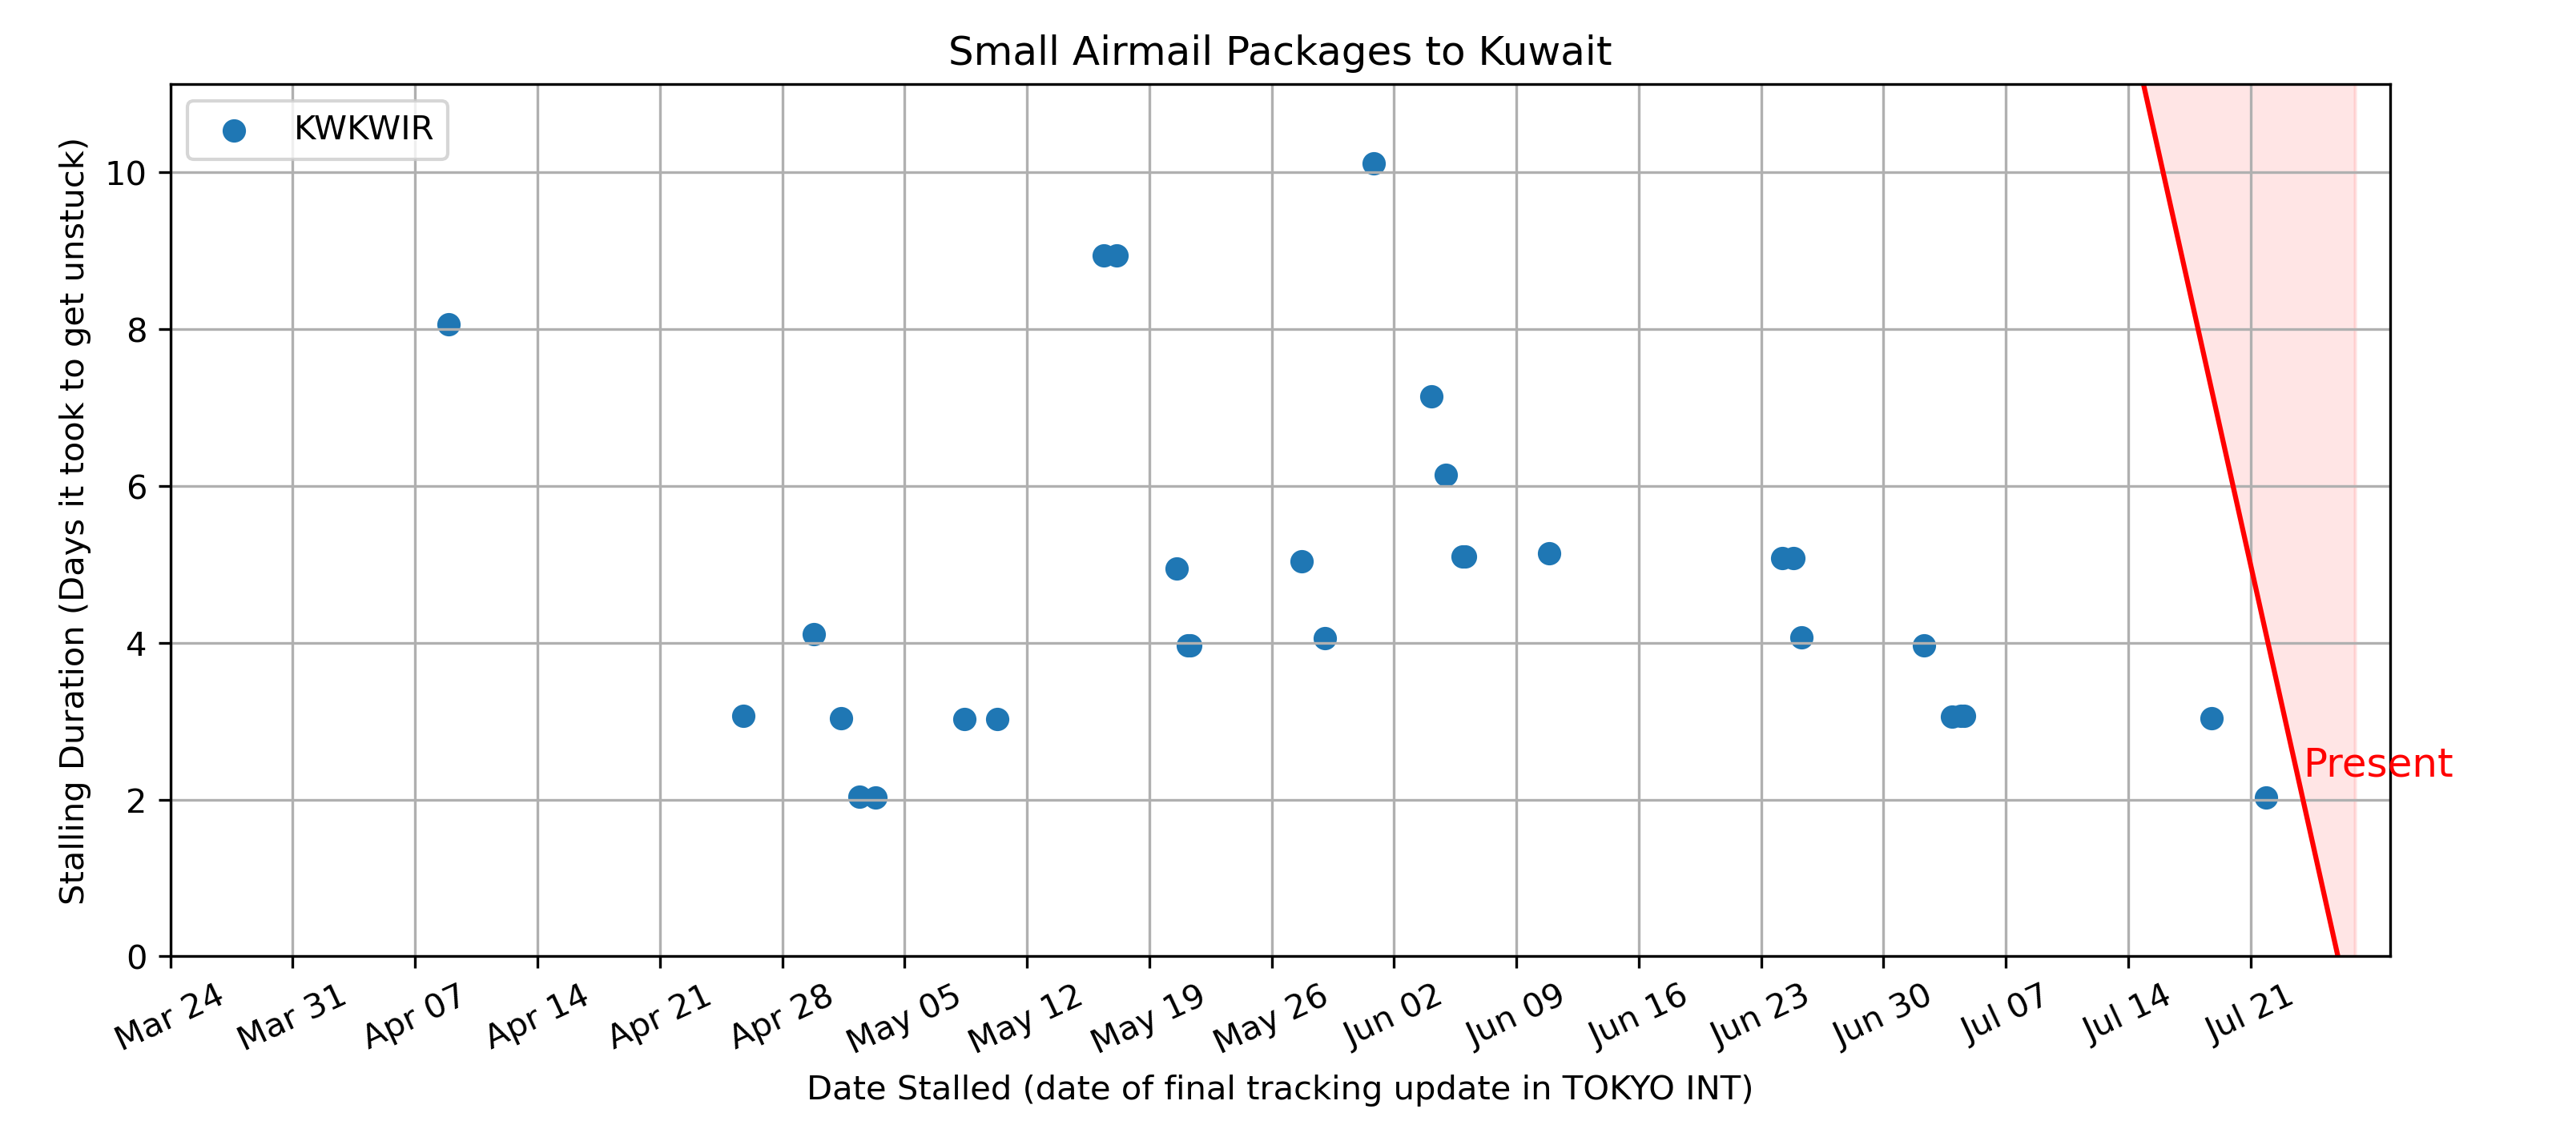 Small Airmail Packages to Kuwait
KWKWIR
Stalling Duration (Days it took to get unstuck)
10
8
6
4
2
0
Present
Mar 24
Mar 31
Apr 07
Apr 14
Apr 21
Apr 28
May 05
May 12
May 19
May 26
Jun 02
Jun 09
Jun 16
Jun 23
Jun 30
Jul 07
Jul 14
Jul 21
Date Stalled (date of final tracking update in TOKYO INT)